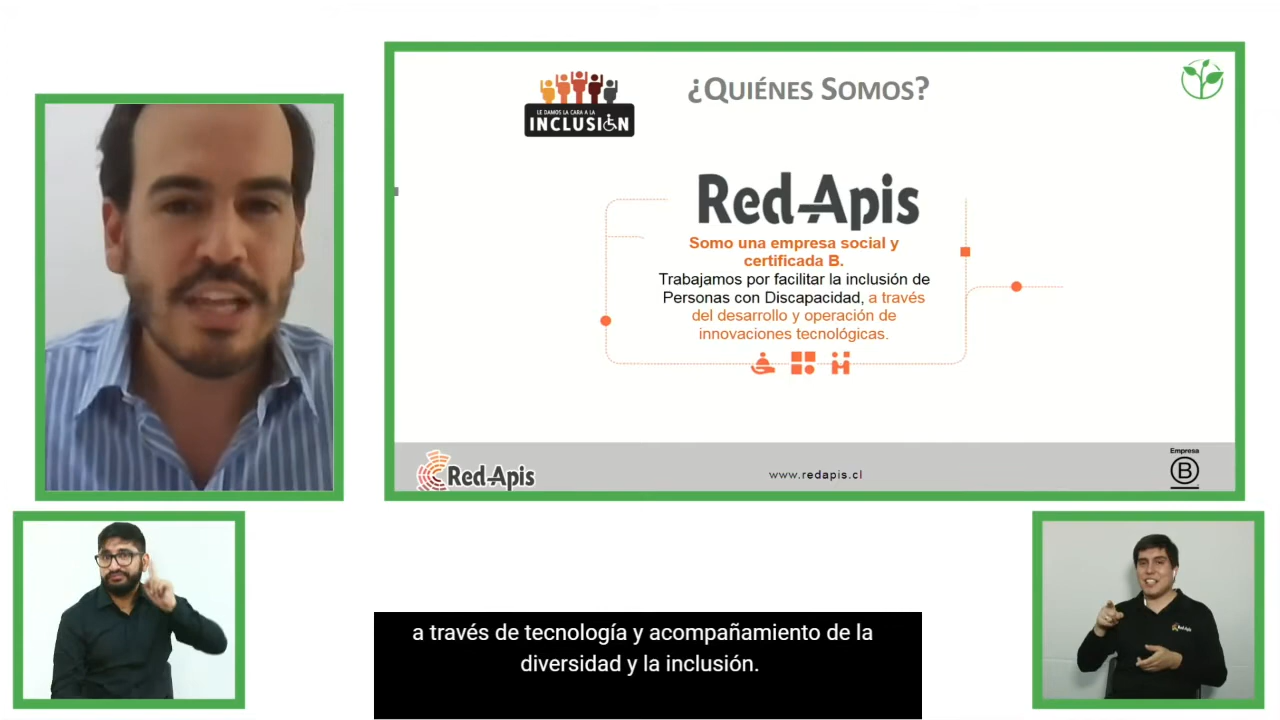 LE DAMOS LA CARA A LA
INCLUSIÓN
¿QUIÉNES SOMOS?
Red-Apis
Somo una empresa social y
certificada B.
Trabajamos por facilitar la inclusión de
Personas con Discapacidad, a través
del desarrollo y operación de
innovaciones tecnológicas.
Red-Apis
www.redapis.cl
Empresa
B
Red-Apis
a través de tecnología y acompañamiento de la
diversidad y la inclusión.